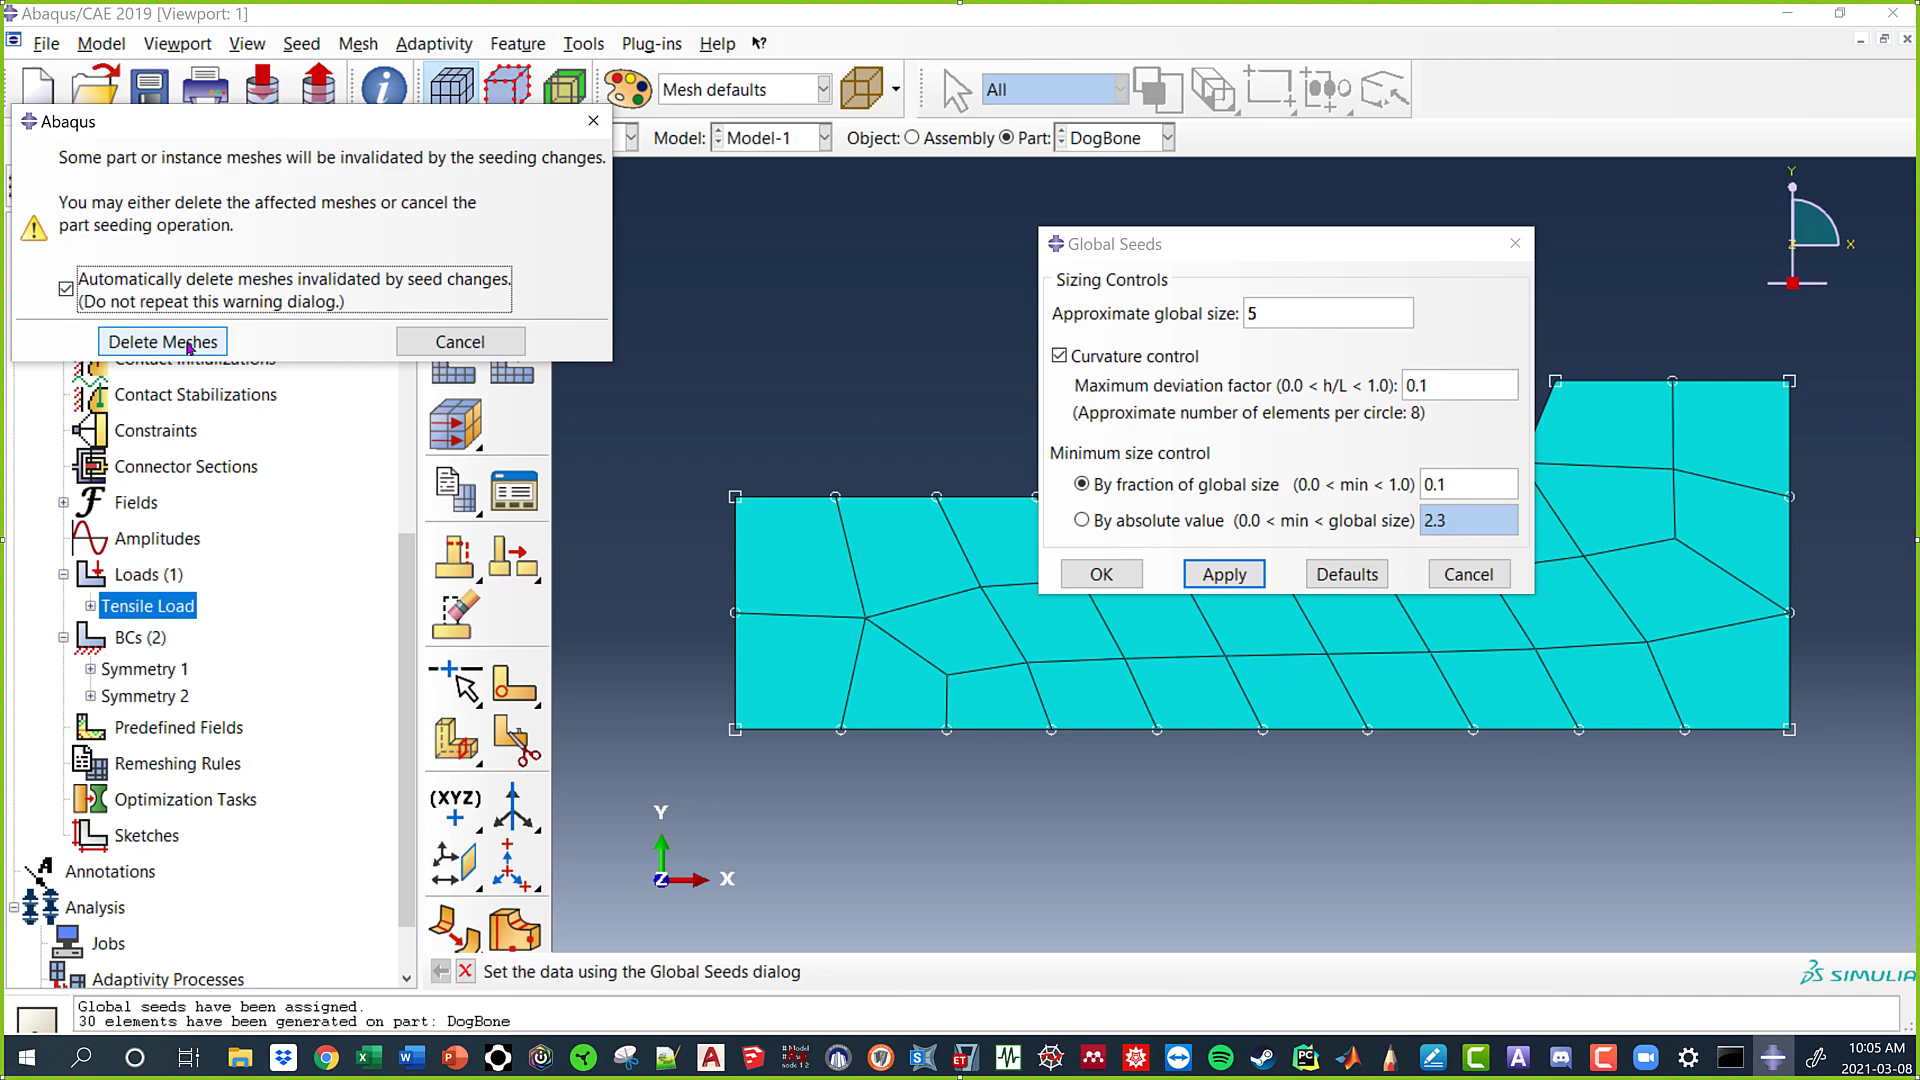 Abaqus/CAE 2019 [Viewport: 1]
File Model Viewport View Seed Mesh Adaptivity Feature Tools Plug-ins Help
Mesh defaults
All
Model: Model-1 Object: Assembly Part: DogBone
Abaqus
Some part or instance meshes will be invalidated by the seeding changes.
You may either delete the affected meshes or cancel the
part seeding operation.
Automatically delete meshes invalidated by seed changes.
(Do not repeat this warning dialog.)
Delete Meshes Cancel
Contact Stabilizations
Constraints
Connector Sections
Fields
Amplitudes
Loads (1)
Tensile Load
BCs (2)
Symmetry 1
Symmetry 2
Predefined Fields
Remeshing Rules
Optimization Tasks
Sketches
Annotations
Analysis
Jobs
Adaptivity Processes
(XYZ)
Global Seeds
Sizing Controls
Approximate global size: 5
Curvature control
Maximum deviation factor (0.0 < h/L < 1.0): 0.1
(Approximate number of elements per circle: 8)
Minimum size control
By fraction of global size (0.0 < min < 1.0) 0.1
By absolute value (0.0 < min < global size) 2.3
OK Apply Defaults Cancel
Y
X
Z
Y
X
Z
Set the data using the Global Seeds dialog
SIMULIA
Global seeds have been assigned.
30 elements have been generated on part: DogBone
10:05 AM
2021-03-08